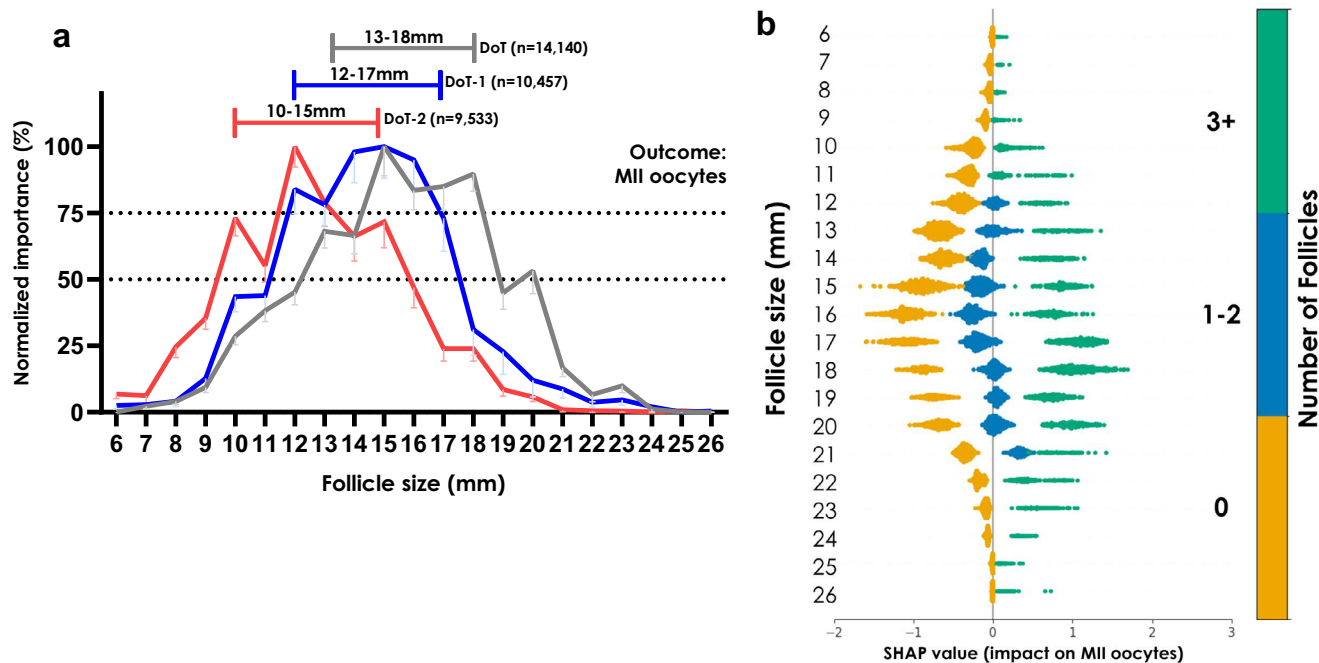 a
13-18mm
DoT (n=14,140)
12-17mm
DoT-1 (n=10,457)
10-15mm
DoT-2 (n=9,533)
Outcome:
MII oocytes
Normalized importance (%)
100
75
50
25
0
6 7 8 9 10 11 12 13 14 15 16 17 18 19 20 21 22 23 24 25 26
Follicle size (mm)
b
Follicle size (mm)
6
7
8
9
10
11
12
13
14
15
16
17
18
19
20
21
22
23
24
25
26
−2 −1 0 1 2 3
SHAP value (impact on MII oocytes)
3+
1-2
0
Number of Follicles